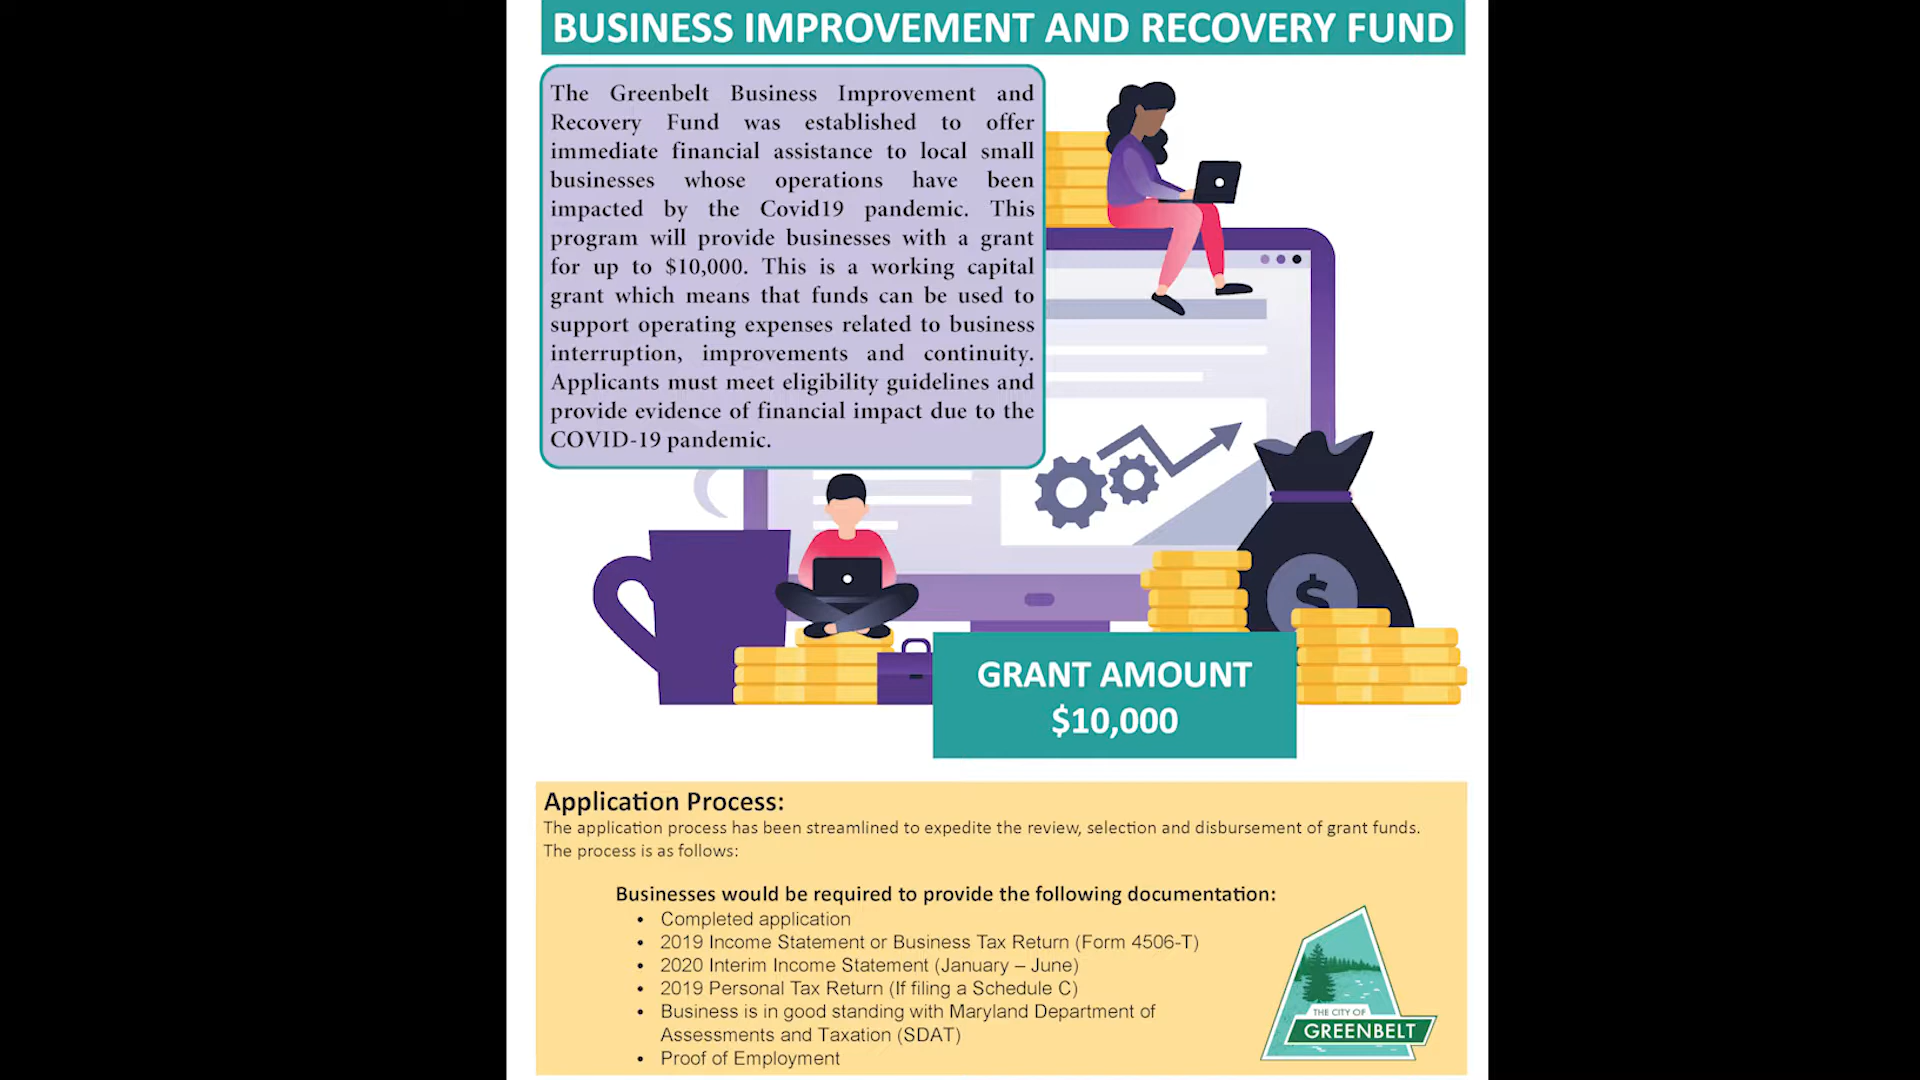 BUSINESS IMPROVEMENT AND RECOVERY FUND
The Greenbelt Business Improvement and
Recovery Fund was established to offer
immediate financial assistance to local small
businesses whose operations have been
impacted by the Covid19 pandemic. This
program will provide businesses with a grant
for up to $10,000. This is a working capital
grant which means that funds can be used to
support operating expenses related to business
interruption, improvements and continuity.
Applicants must meet eligibility guidelines and
provide evidence of financial impact due to the
COVID-19 pandemic.
$
GRANT AMOUNT
$10,000
Application Process:
The application process has been streamlined to expedite the review, selection and disbursement of grant funds.
The process is as follows:
Businesses would be required to provide the following documentation:
• Completed application
• 2019 Income Statement or Business Tax Return (Form 4506-T)
• 2020 Interim Income Statement (January – June)
• 2019 Personal Tax Return (If filing a Schedule C)
• Business is in good standing with Maryland Department of
Assessments and Taxation (SDAT)
• Proof of Employment
THE CITY OF
GREENBELT